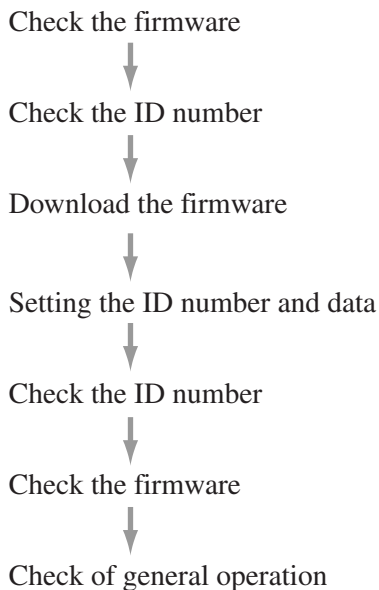 Check the firmware
Check the ID number
Download the firmware
Setting the ID number and data
Check the ID number
Check the firmware
Check of general operation